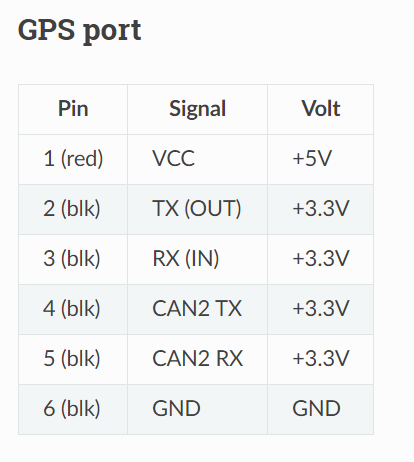 GPS port
Pin Signal Volt
1 (red) VCC +5V
2 (blk) TX (OUT) +3.3V
3 (blk) RX (IN) +3.3V
4 (blk) CAN2 TX +3.3V
5 (blk) CAN2 RX +3.3V
6 (blk) GND GND